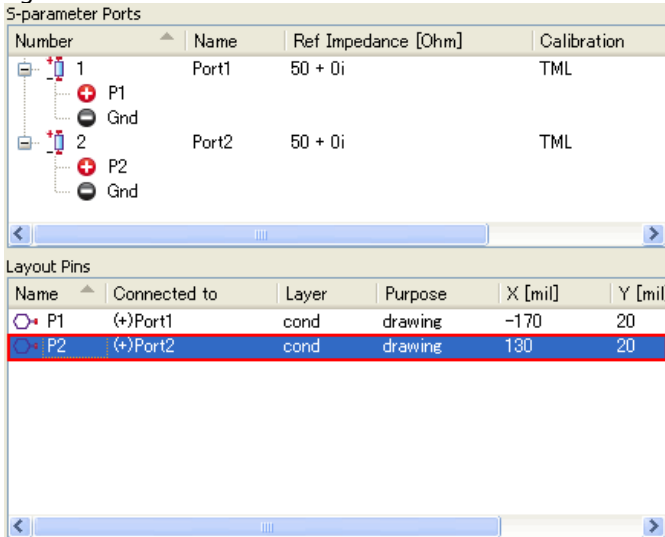 S-parameter Ports
Number Name Ref Impedance [Ohm] Calibration
1 Port1 50 + 0i TML
P1
Gnd
2 Port2 50 + 0i TML
P2
Gnd
Layout Pins
Name Connected to Layer Purpose X [mil] Y [mil
P1 (+)Port1 cond drawing -170 20
P2 (+)Port2 cond drawing 130 20